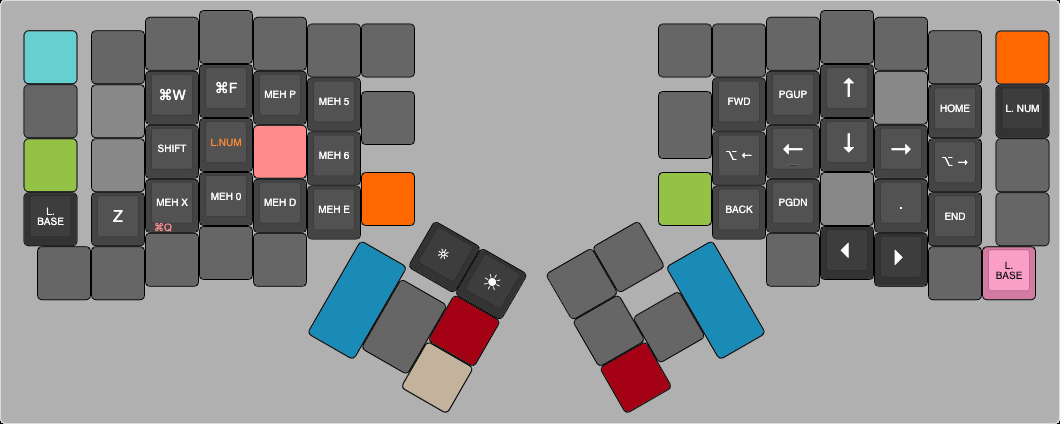 ⌘W
⌘F
MEH P
MEH 5
FWD
PGUP
↑
HOME
L. NUM
SHIFT
L.NUM
MEH 6
⌥ ←
←
_
↓
→
⌥ →
L.
BASE
Z
MEH X
⌘Q
MEH 0
MEH D
MEH E
BACK
PGDN
.
END
L.
BASE